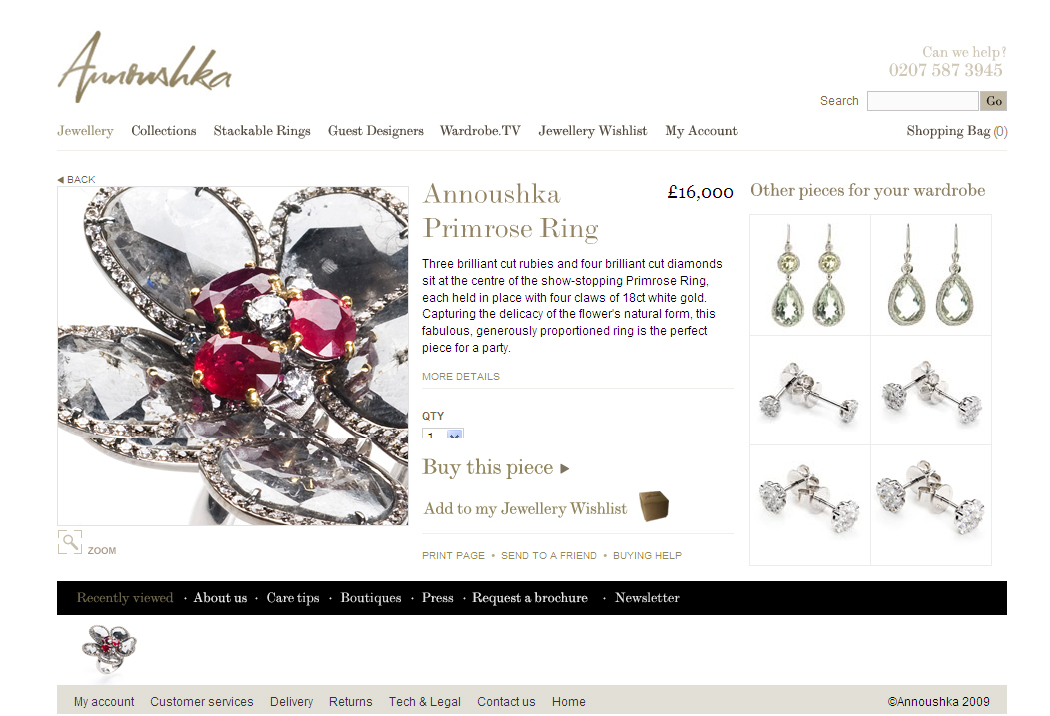 Annoushka
Can we help?
0207 587 3945
Search Go
Jewellery Collections Stackable Rings Guest Designers Wardrobe.TV Jewellery Wishlist My Account Shopping Bag (0)
BACK
Annoushka
Primrose Ring
£16,000
Three brilliant cut rubies and four brilliant cut diamonds
sit at the centre of the show-stopping Primrose Ring,
each held in place with four claws of 18ct white gold.
Capturing the delicacy of the flower's natural form, this
fabulous, generously proportioned ring is the perfect
piece for a party.
MORE DETAILS
QTY
1
Buy this piece
Add to my Jewellery Wishlist
PRINT PAGE • SEND TO A FRIEND • BUYING HELP
Other pieces for your wardrobe
ZOOM
Recently viewed · About us · Care tips · Boutiques · Press · Request a brochure · Newsletter
My account Customer services Delivery Returns Tech & Legal Contact us Home ©Annoushka 2009